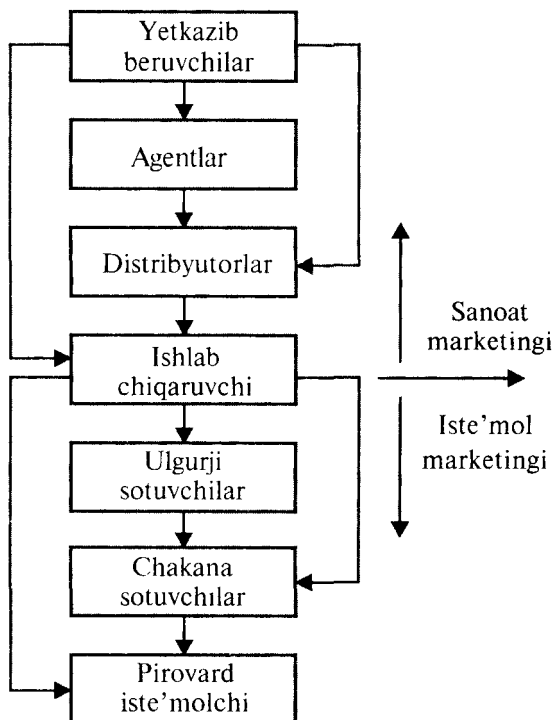 Yetkazib
beruvchilar
Agentlar
Distribyutorlar
Sanoat
marketingi
Ishlab
chiqaruvchi
Iste’mol
marketingi
Ulgurji
sotuvchilar
Chakana
sotuvchilar
Pirovard
iste’molchi